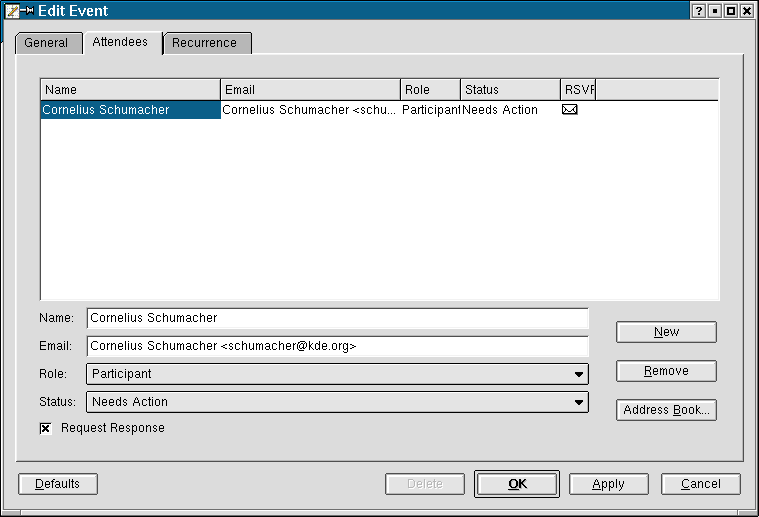 Edit Event
General Attendees Recurrence
Name Email Role Status RSVP
Cornelius Schumacher Cornelius Schumacher <schu... Participant Needs Action
Name: Cornelius Schumacher
New
Email: Cornelius Schumacher <schumacher@kde.org>
Role: Participant
Remove
Status: Needs Action
Address Book...
Request Response
Defaults Delete OK Apply Cancel